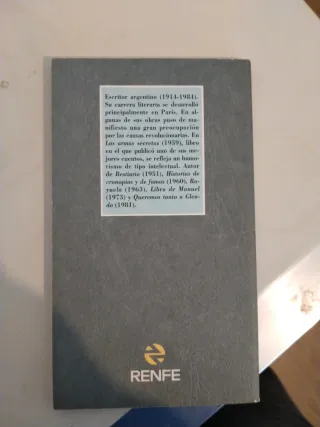 Escritor argentino (1914-1984).
Su carrera literaria se desarrolló
principalmente en París. En al-
gunas de sus obras puso de ma-
nifiesto una gran preocupación
por las causas revolucionarias. En
Las armas secretas (1959), libro
en el que publicó uno de sus me-
jores cuentos, se refleja un humo-
rismo de tipo intelectual. Autor
de Bestiario (1951), Historias de
cronopios y de famas (1960), Ra-
yuela (1963), Libro de Manuel
(1973) y Queremos tanto a Glen-
da (1981).
RENFE